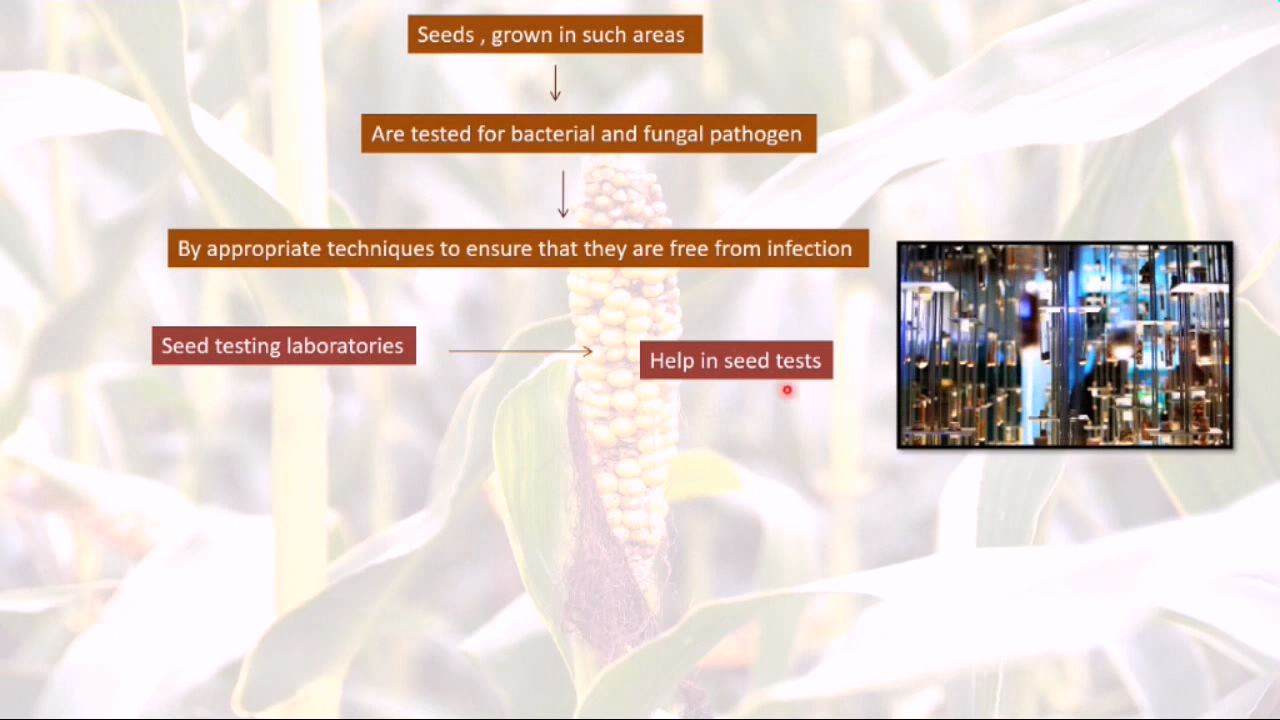 Seeds , grown in such areas
Are tested for bacterial and fungal pathogen
By appropriate techniques to ensure that they are free from infection
Seed testing laboratories
Help in seed tests